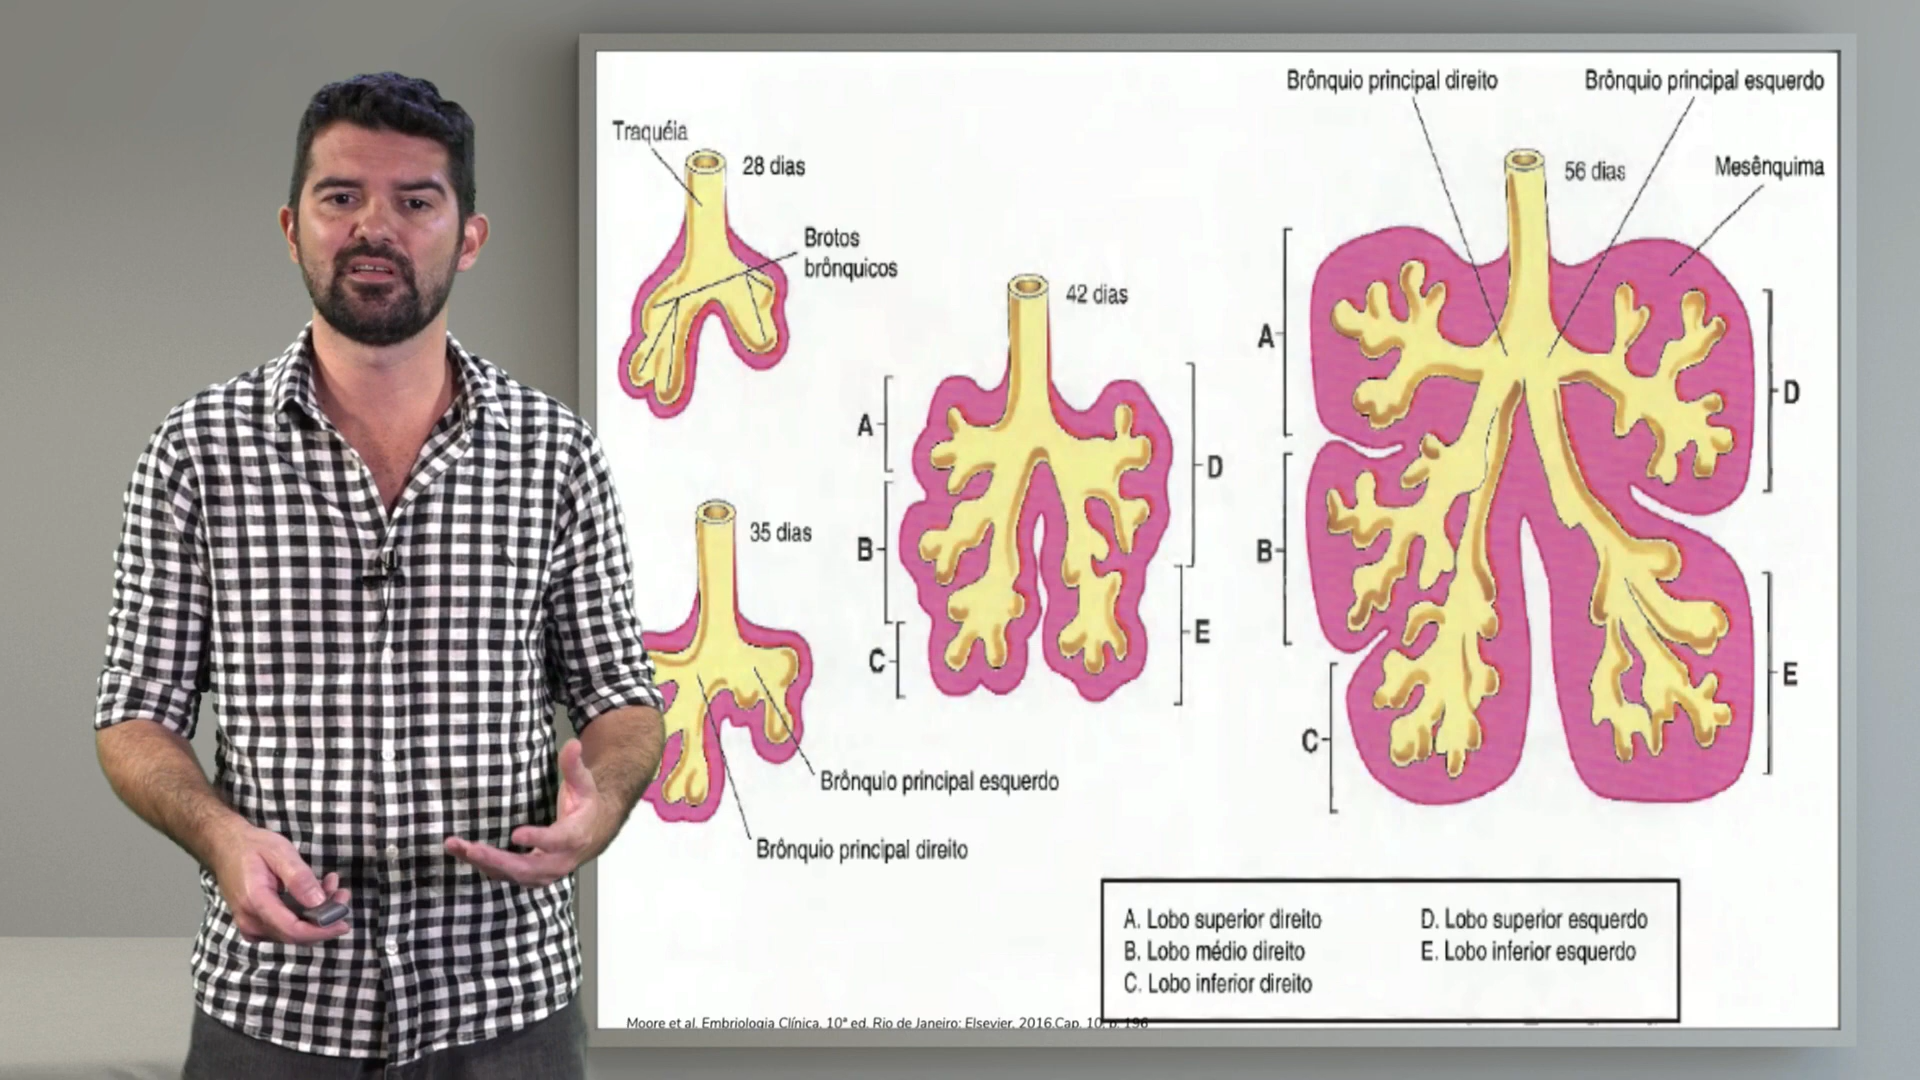 Traquéia
28 dias
Brotos
brônquicos
35 dias
Brônquio principal esquerdo
Brônquio principal direito
42 dias
A
B
C
D
E
Brônquio principal direito
Brônquio principal esquerdo
56 dias
Mesênquima
A
B
C
D
E
A. Lobo superior direito
B. Lobo médio direito
C. Lobo inferior direito
D. Lobo superior esquerdo
E. Lobo inferior esquerdo
Moore et al. Embriologia Clínica. 10ª ed. Rio de Janeiro: Elsevier. 2016.Cap. 10. p. 196